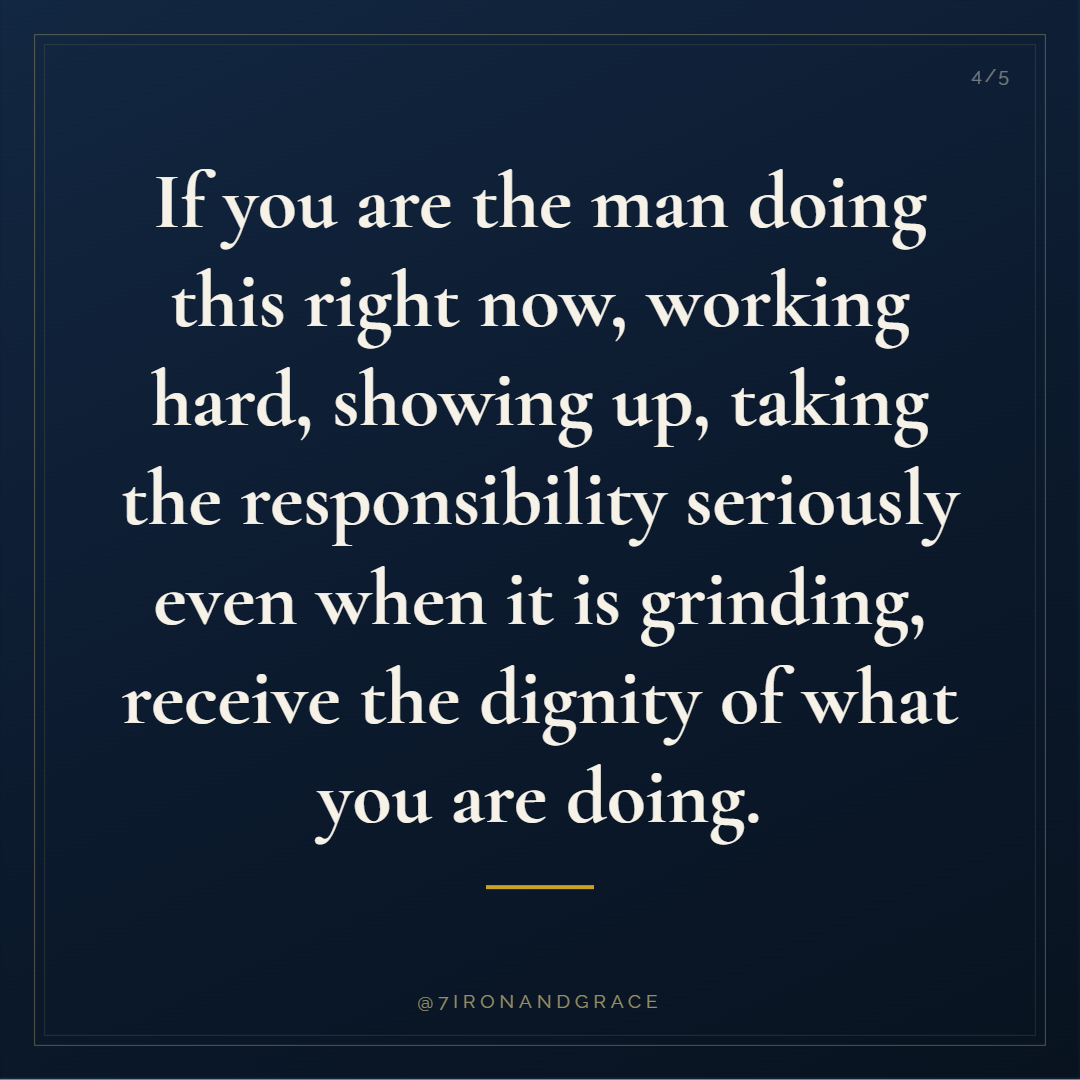 4/5
If you are the man doing
this right now, working
hard, showing up, taking
the responsibility seriously
even when it is grinding,
receive the dignity of what
you are doing.
@7IRONANDGRACE